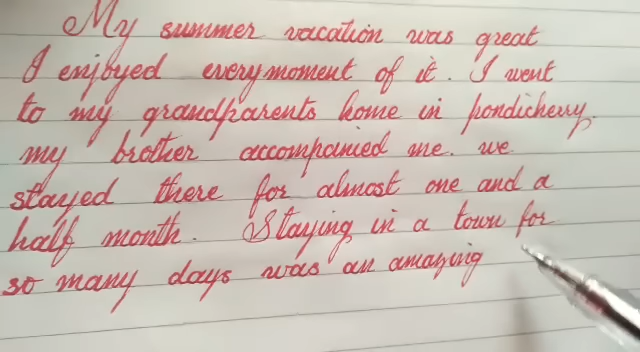 My summer vacation was great
I enjoyed every moment of it. I went
to my grandparents home in pondicherry.
my brother accompanied me. we
stayed there for almost one and a
half month. Staying in a town for
so many days was an amazing